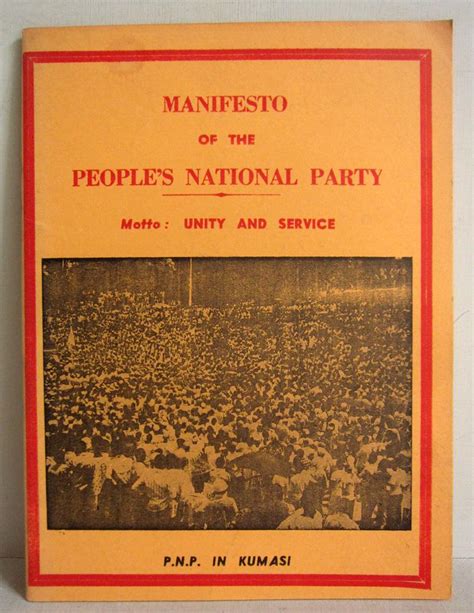 MANIFESTO
OF THE
PEOPLE'S NATIONAL PARTY
Motto: UNITY AND SERVICE
P.N.P. IN KUMASI